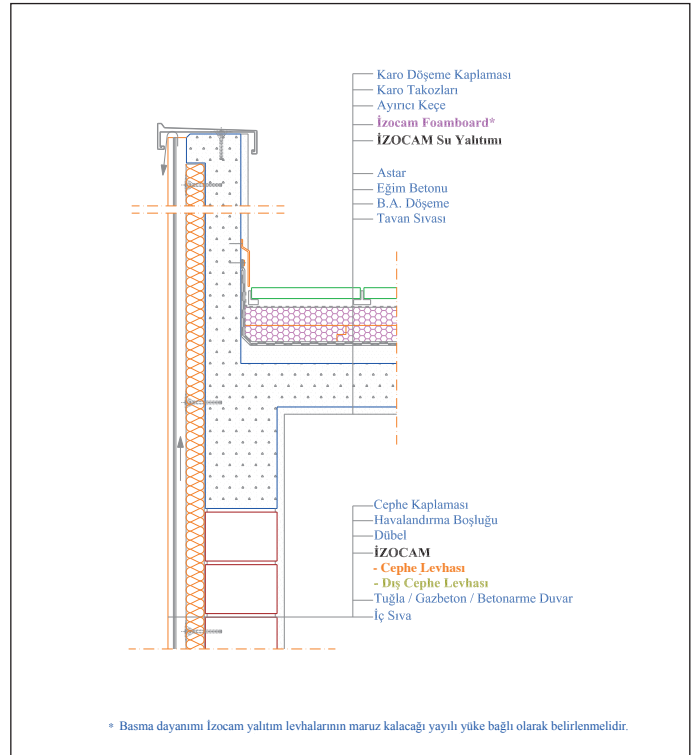 Karo Döşeme Kaplaması
Karo Takozları
Ayırıcı Keçe
İzocam Foamboard*
İZOCAM Su Yalıtımı
Astar
Eğim Betonu
B.A. Döşeme
Tavan Sıvası
Cephe Kaplaması
Havalandırma Boşluğu
Dübel
İZOCAM
- Cephe Levhası
- Dış Cephe Levhası
Tuğla / Gazbeton / Betonarme Duvar
İç Sıva
* Basma dayanımı İzocam yalıtım levhalarının maruz kalacağı yayılı yüke bağlı olarak belirlenmelidir.